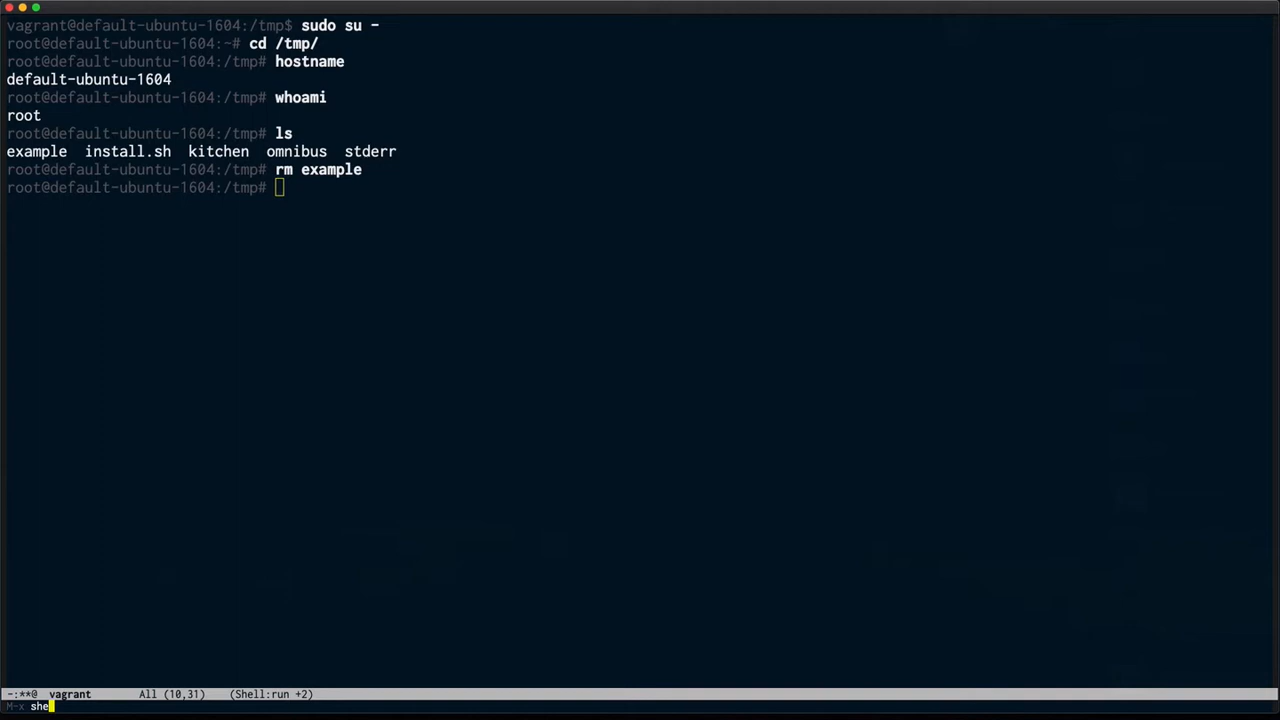 vagrant@default-ubuntu-1604:/tmp$ sudo su -
root@default-ubuntu-1604:~# cd /tmp/
root@default-ubuntu-1604:/tmp# hostname
default-ubuntu-1604
root@default-ubuntu-1604:/tmp# whoami
root
root@default-ubuntu-1604:/tmp# ls
example  install.sh  kitchen  omnibus  stderr
root@default-ubuntu-1604:/tmp# rm example
root@default-ubuntu-1604:/tmp#
-:**@  vagrant        All (10,31)    (Shell:run +2)
M-x she